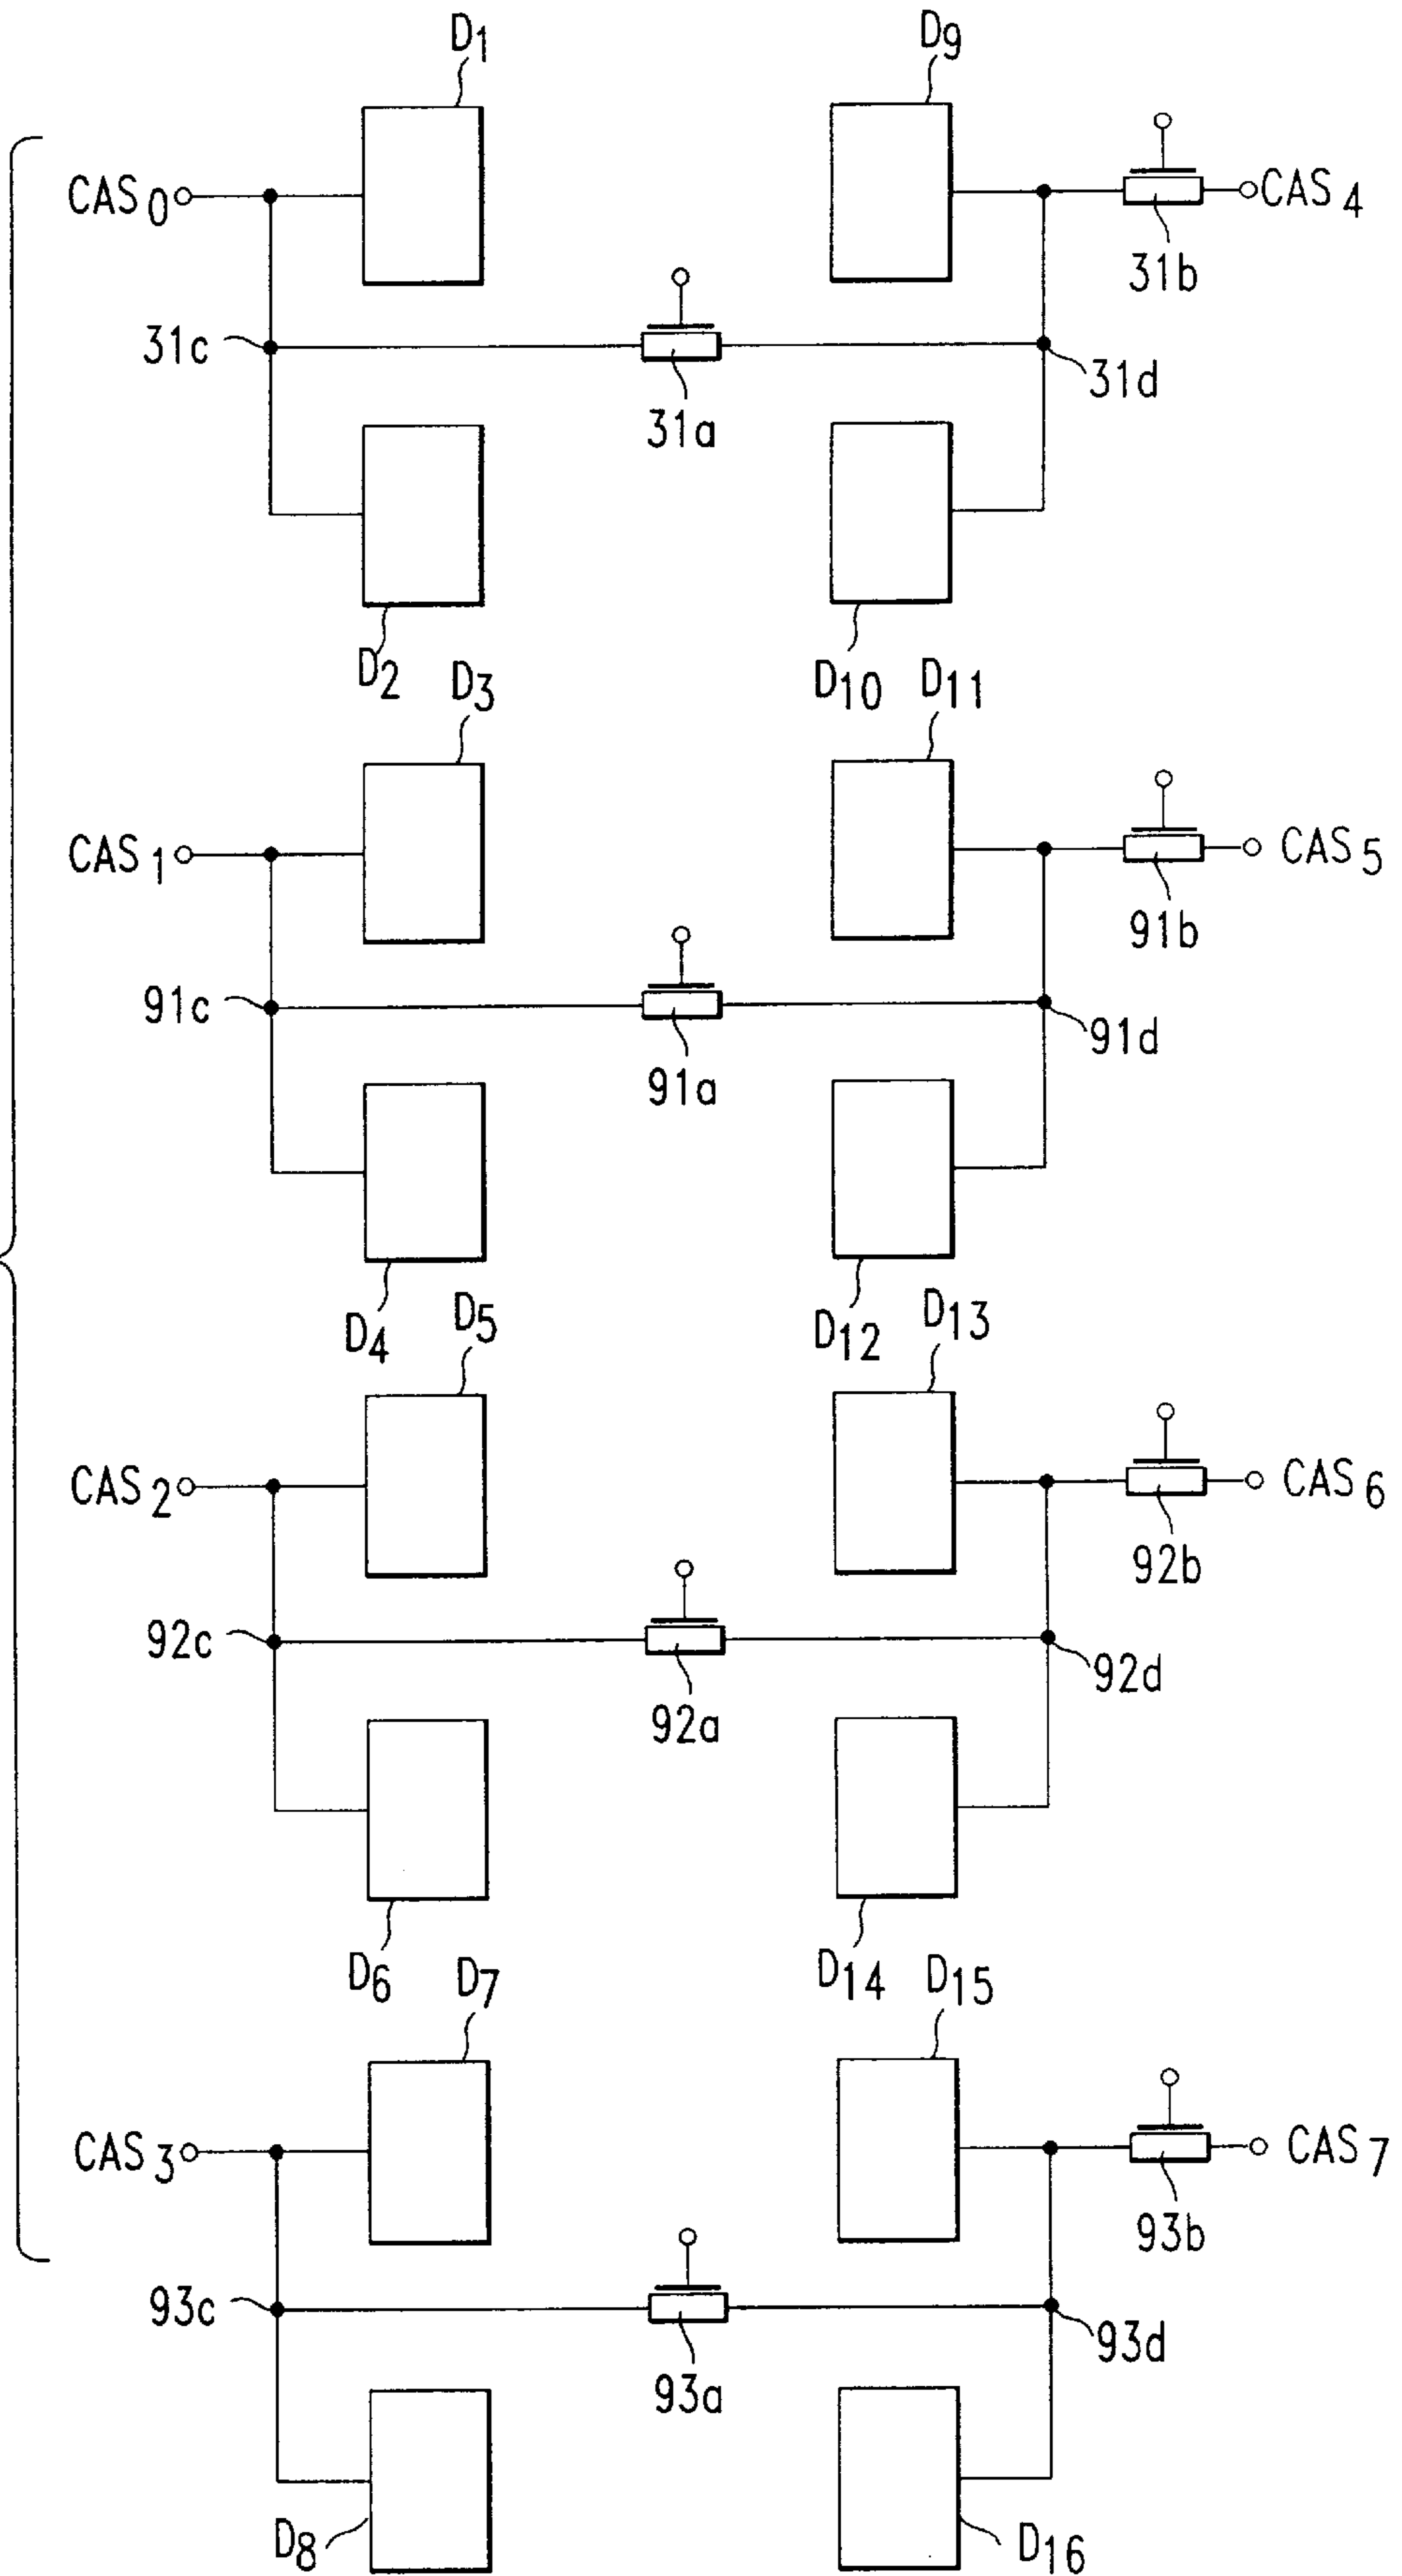 D1 D9
CAS0 CAS4
31b
31c 31d
31a
D2 D10
D3 D11
CAS1 CAS5
91b
91c 91d
91a
D4 D12
D5 D13
CAS2 CAS6
92b
92c 92d
92a
D6 D14
D7 D15
CAS3 CAS7
93b
93c 93d
93a
D8 D16